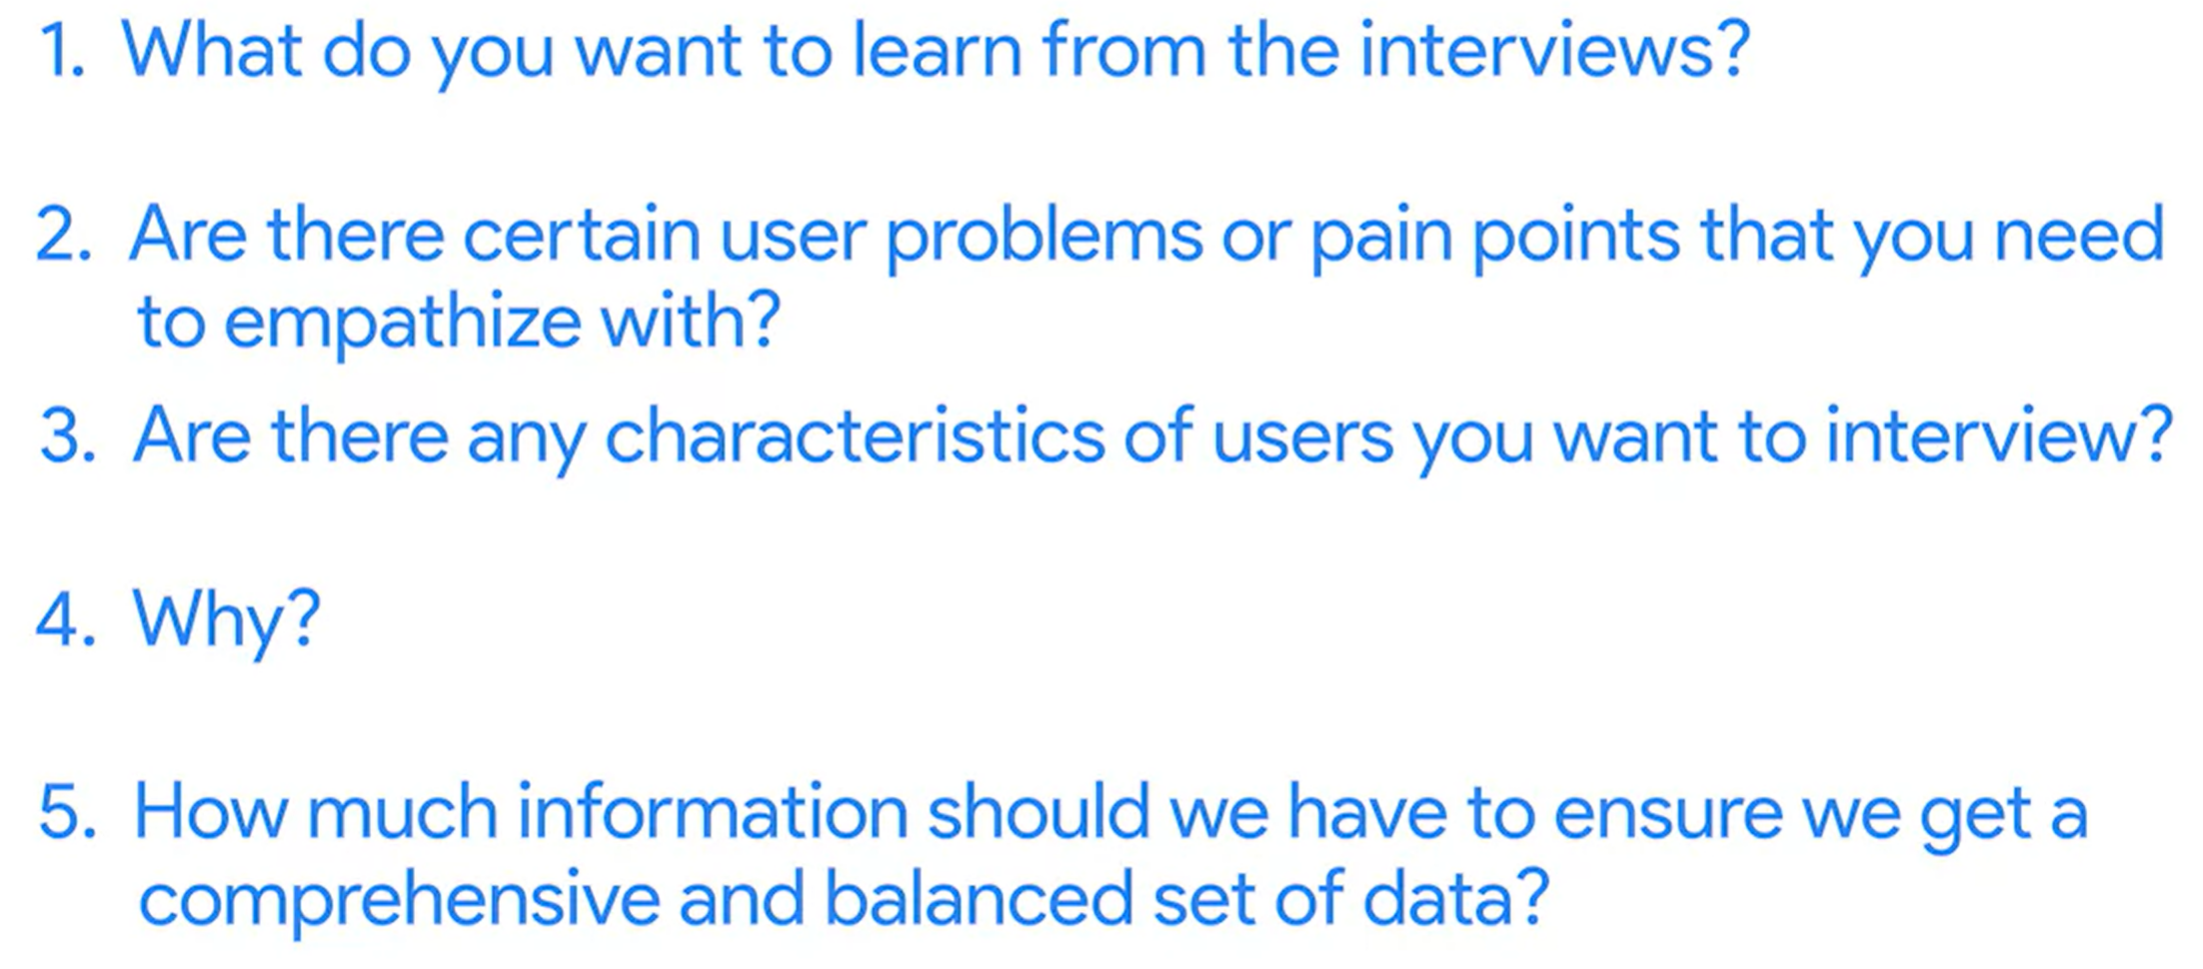 1. What do you want to learn from the interviews?
2. Are there certain user problems or pain points that you need
to empathize with?
3. Are there any characteristics of users you want to interview?
4. Why?
5. How much information should we have to ensure we get a
comprehensive and balanced set of data?